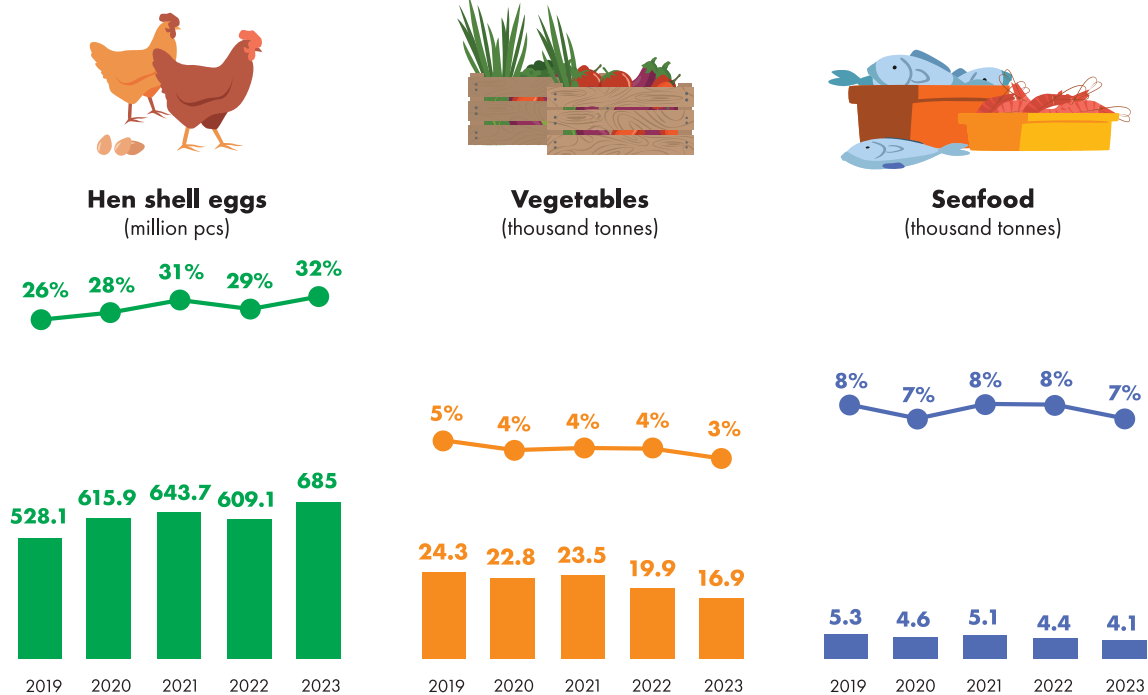 Hen shell eggs
(million pcs)
26% 28% 31% 29% 32%
528.1 615.9 643.7 609.1 685
2019 2020 2021 2022 2023
Vegetables
(thousand tonnes)
5% 4% 4% 4% 3%
24.3 22.8 23.5 19.9 16.9
2019 2020 2021 2022 2023
Seafood
(thousand tonnes)
8% 7% 8% 8% 7%
5.3 4.6 5.1 4.4 4.1
2019 2020 2021 2022 2023